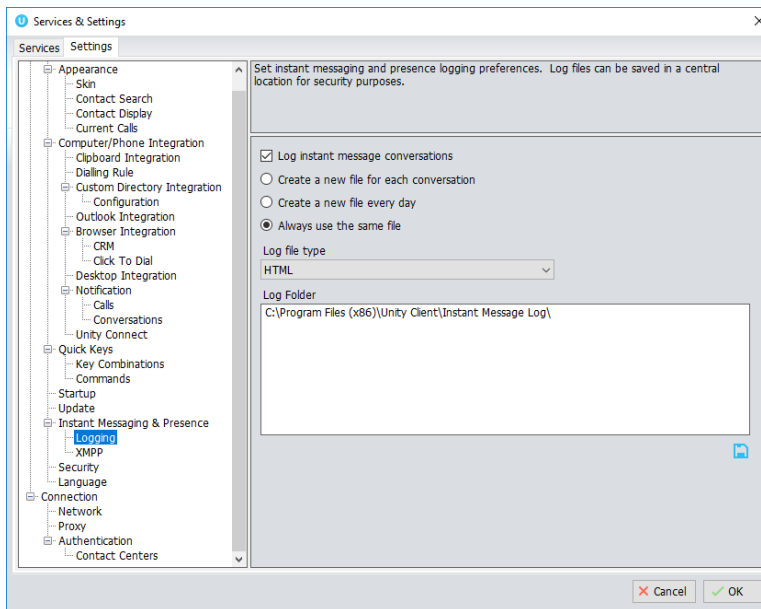 Services & Settings
Services Settings
Appearance
Skin
Contact Search
Contact Display
Current Calls
Computer/Phone Integration
Clipboard Integration
Dialling Rule
Custom Directory Integration
Configuration
Outlook Integration
Browser Integration
CRM
Click To Dial
Desktop Integration
Notification
Calls
Conversations
Unity Connect
Quick Keys
Key Combinations
Commands
Startup
Update
Instant Messaging & Presence
Logging
XMPP
Security
Language
Connection
Network
Proxy
Authentication
Contact Centers
Set instant messaging and presence logging preferences. Log files can be saved in a central
location for security purposes.
Log instant message conversations
Create a new file for each conversation
Create a new file every day
Always use the same file
Log file type
HTML
Log Folder
C:\Program Files (x86)\Unity Client\Instant Message Log\
Cancel OK